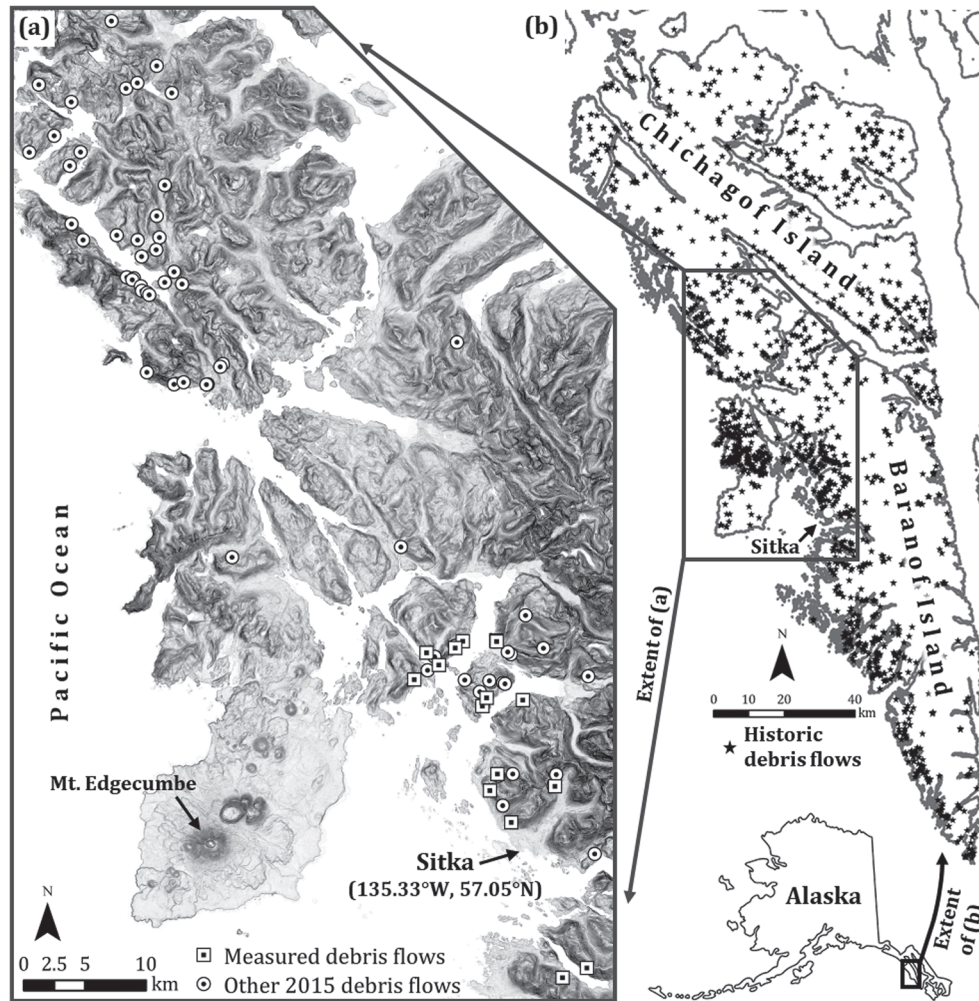 (a)
Pacific Ocean
Mt. Edgecumbe
Sitka
(135.33°W, 57.05°N)
N
0 2.5 5 10
km
Measured debris flows
Other 2015 debris flows
(b)
Chichagof Island
Baranof Island
Sitka
Extent of (a)
N
0 10 20 40
km
Historic
debris flows
Alaska
Extent
of (b)